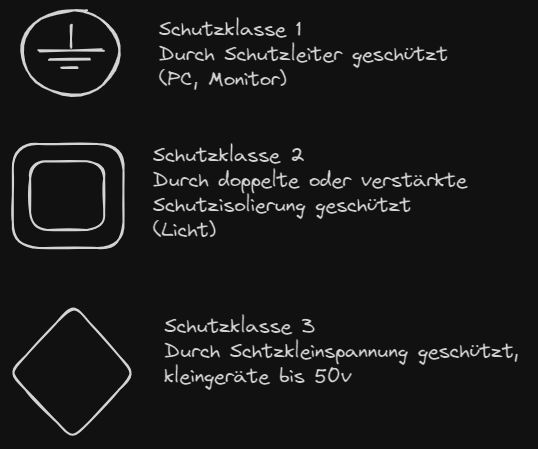 Schutzklasse 1
Durch Schutzleiter geschützt
(PC, Monitor)
Schutzklasse 2
Durch doppelte oder verstärkte
Schutzisolierung geschützt
(Licht)
Schutzklasse 3
Durch Schtzkleinspannung geschützt,
kleingeräte bis 50v